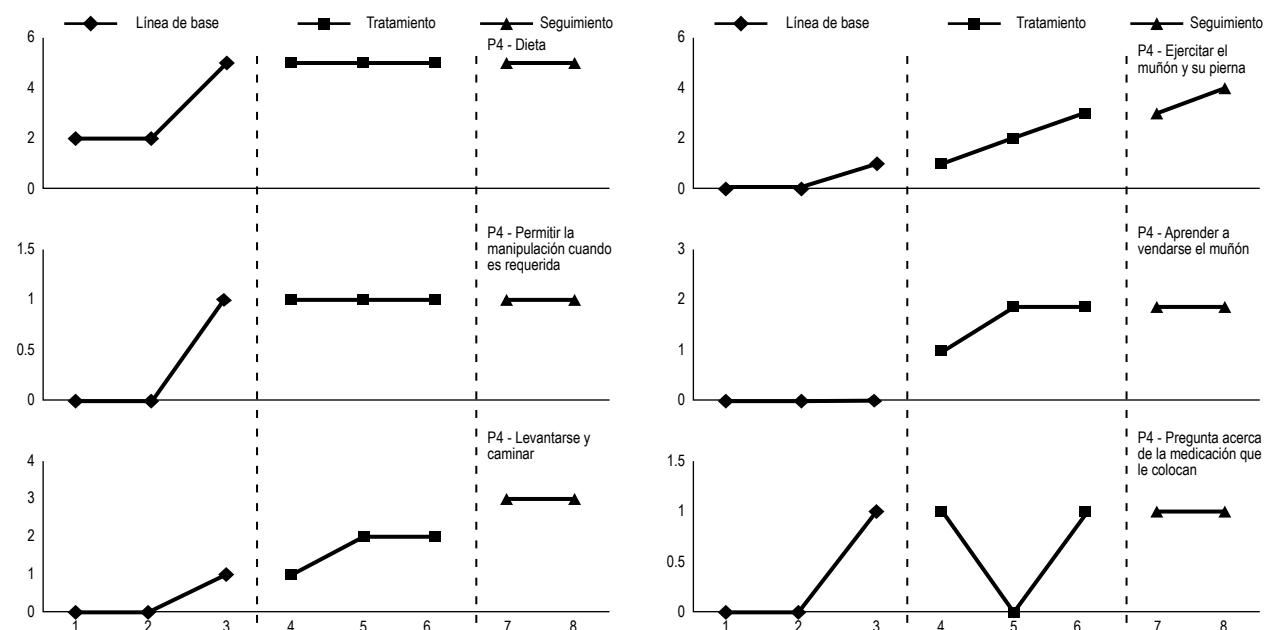 Línea de base Tratamiento Seguimiento
6
4
2
0
P4 - Dieta
1.5
1
0.5
0
P4 - Permitir la
manipulación cuando
es requerida
4
3
2
1
0
P4 - Levantarse y
caminar
1 2 3 4 5 6 7 8
Línea de base Tratamiento Seguimiento
6
4
2
0
P4 - Ejercitar el
muñón y su pierna
3
2
1
0
P4 - Aprender a
vendarse el muñón
1.5
1
0.5
0
P4 - Pregunta acerca
de la medicación que
le colocan
1 2 3 4 5 6 7 8